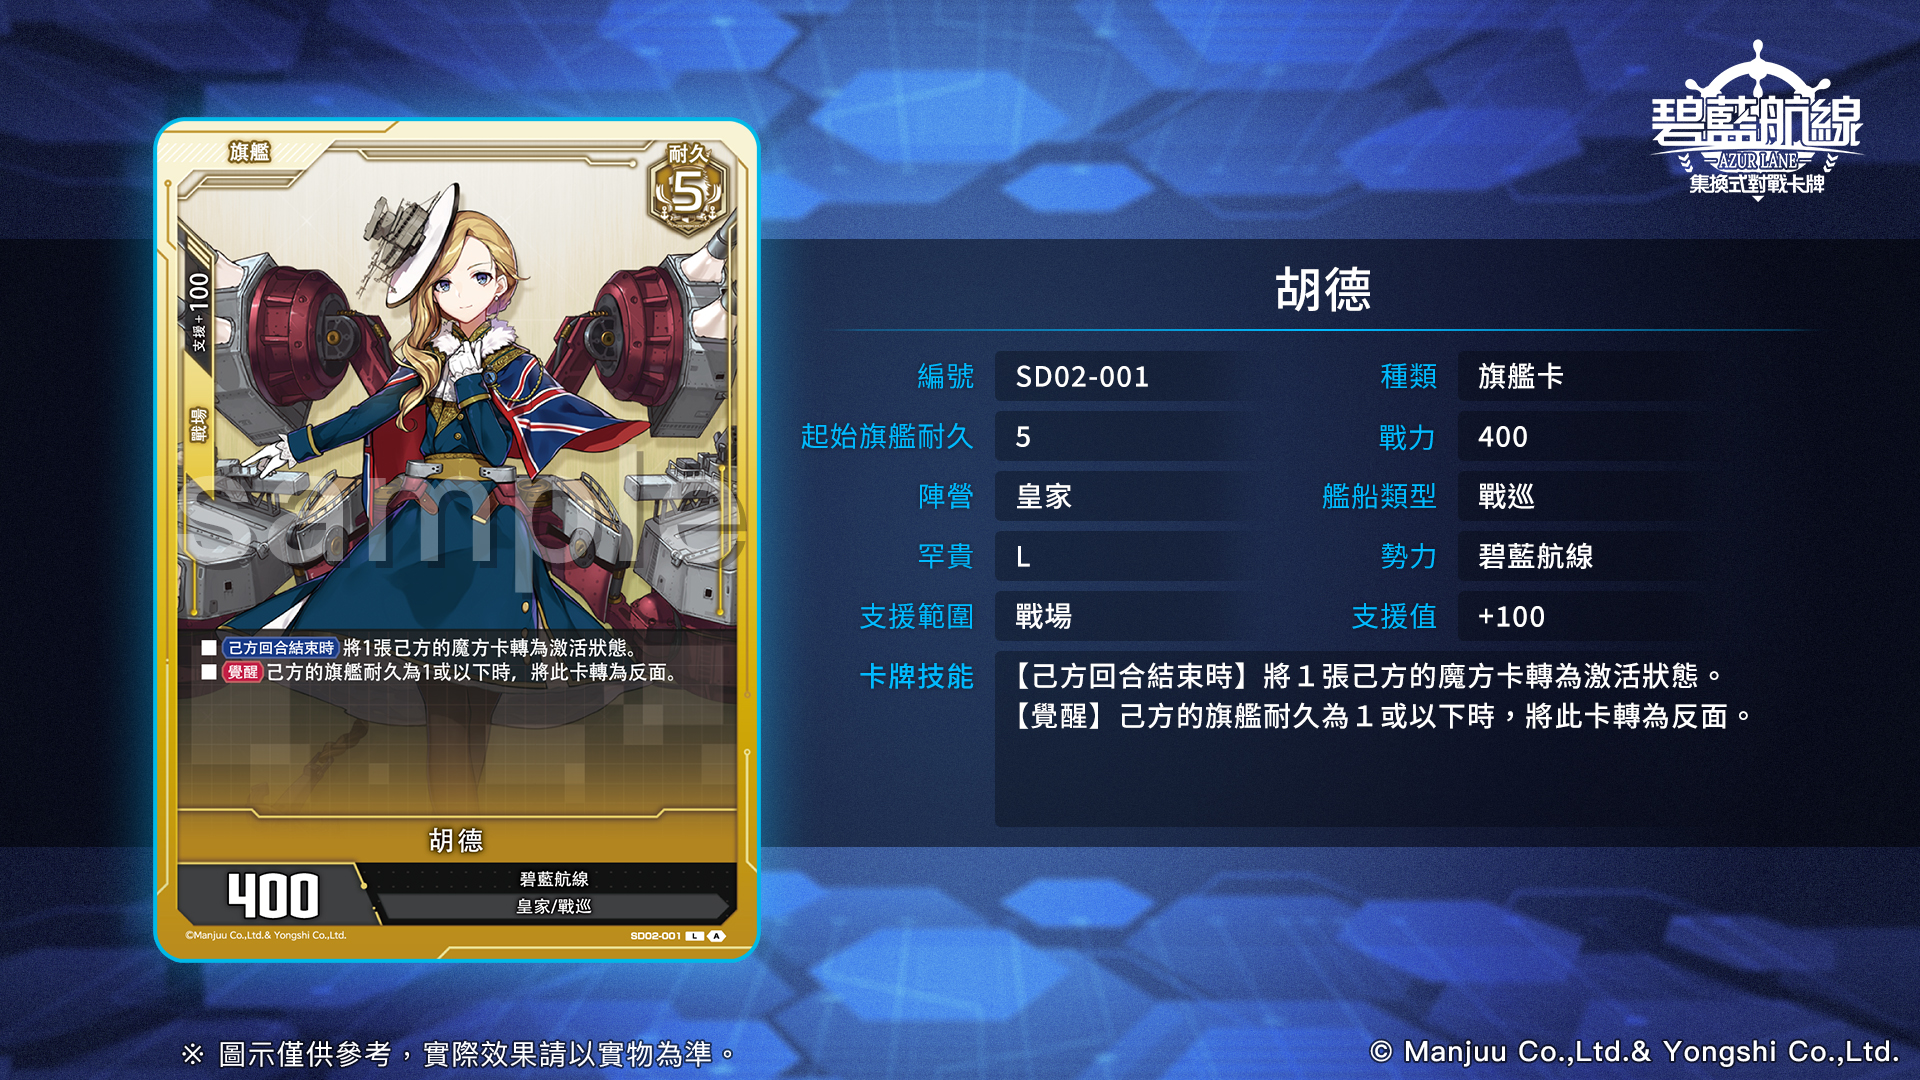 碧藍航線
AZUR LANE
集換式對戰卡牌
旗艦
耐久
5
支援+100
戰場
sample
己方回合結束時 將1張己方的魔方卡轉為激活狀態。
覺醒 己方的旗艦耐久為1或以下時，將此卡轉為反面。
胡德
400
碧藍航線
皇家/戰巡
©Manjuu Co.,Ltd.& Yongshi Co.,Ltd.
SD02-001 L A
胡德
編號 SD02-001 種類 旗艦卡
起始旗艦耐久 5 戰力 400
陣營 皇家 艦船類型 戰巡
罕貴 L 勢力 碧藍航線
支援範圍 戰場 支援值 +100
卡牌技能 【己方回合結束時】將１張己方的魔方卡轉為激活狀態。
【覺醒】己方的旗艦耐久為１或以下時，將此卡轉為反面。
※ 圖示僅供參考，實際效果請以實物為準。
© Manjuu Co.,Ltd.& Yongshi Co.,Ltd.